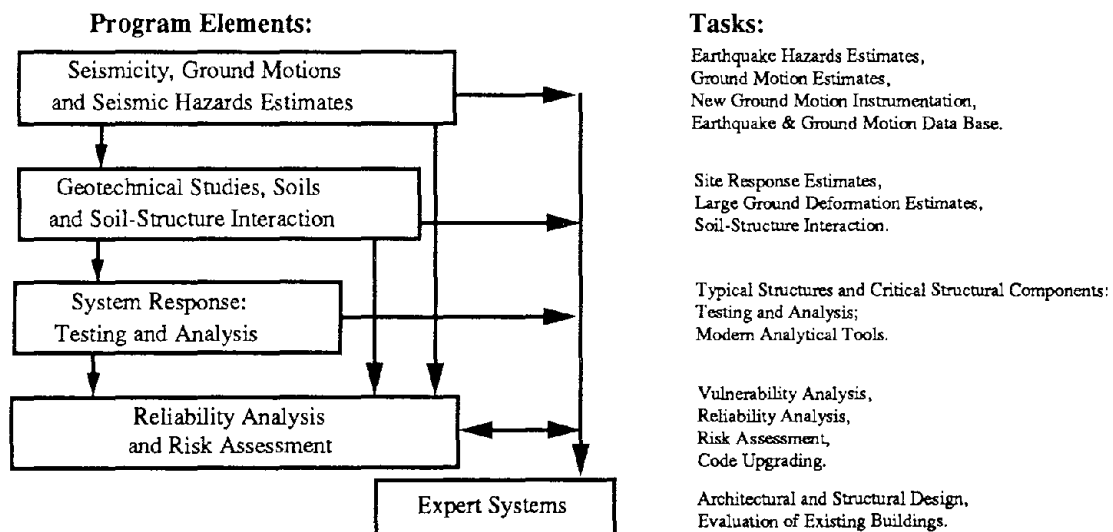 Program Elements:
Seismicity, Ground Motions
and Seismic Hazards Estimates
Geotechnical Studies, Soils
and Soil-Structure Interaction
System Response:
Testing and Analysis
Reliability Analysis
and Risk Assessment
Expert Systems
Tasks:
Earthquake Hazards Estimates,
Ground Motion Estimates,
New Ground Motion Instrumentation,
Earthquake & Ground Motion Data Base.
Site Response Estimates,
Large Ground Deformation Estimates,
Soil-Structure Interaction.
Typical Structures and Critical Structural Components:
Testing and Analysis;
Modern Analytical Tools.
Vulnerability Analysis,
Reliability Analysis,
Risk Assessment,
Code Upgrading.
Architectural and Structural Design,
Evaluation of Existing Buildings.